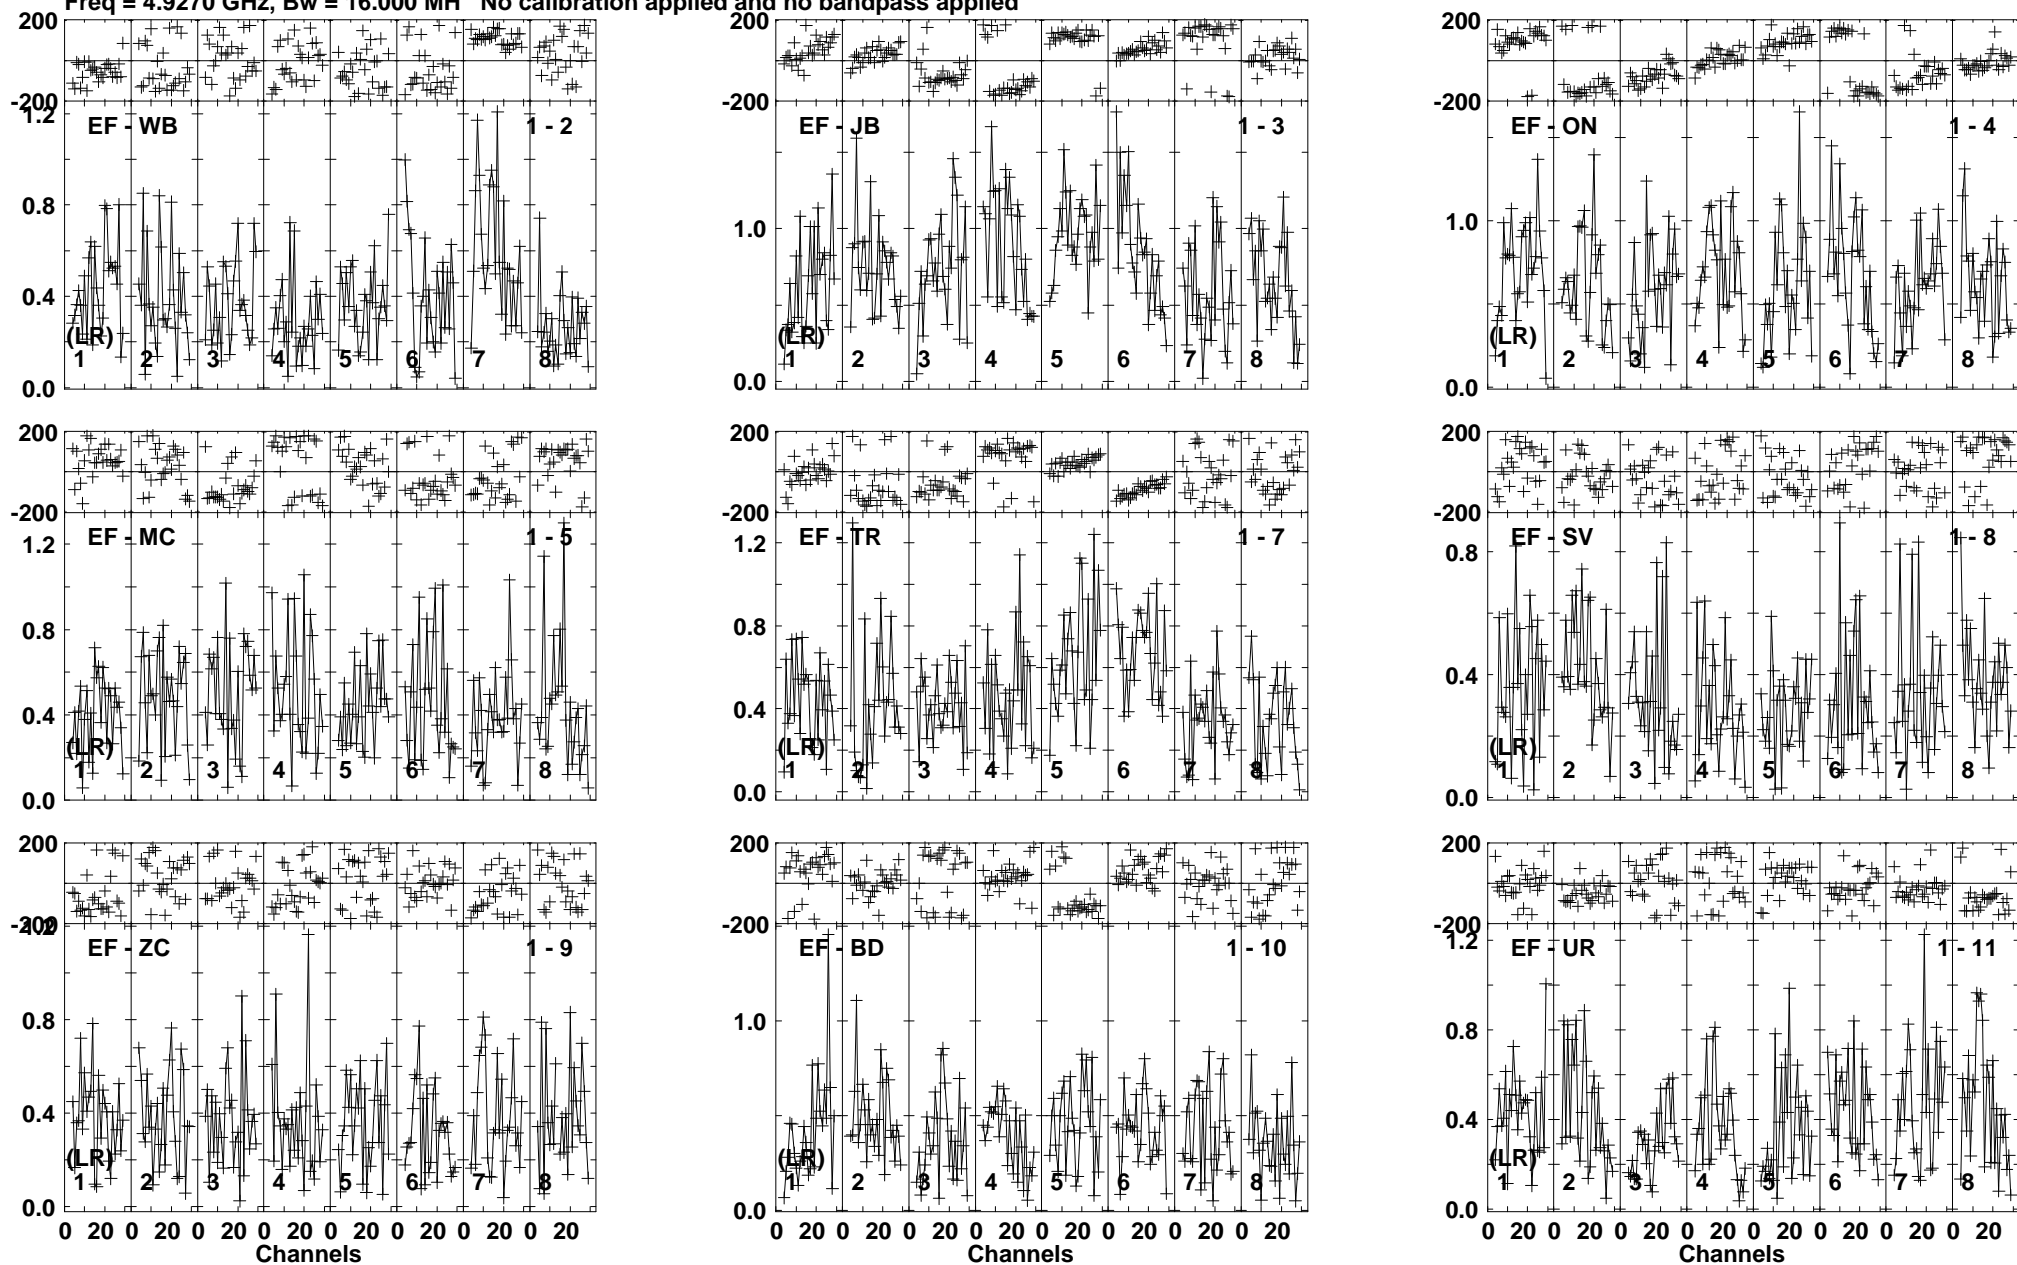 Freq = 4.9270 GHz, Bw = 16.000 MH No calibration applied and no bandpass applied
200 200 200
-200 -200 -200
EF - WB 1 - 2 EF - JB 1 - 3 EF - ON 1 - 4
1.2
0.8
0.4
0.0
1.0
0.0
1.0
0.0
(LR) (LR) (LR)
1 2 3 4 5 6 7 8 1 2 3 4 5 6 7 8 1 2 3 4 5 6 7 8
200 200 200
-200 -200 -200
EF - MC 1 - 5 EF - TR 1 - 7 EF - SV 1 - 8
1.2
0.8
0.4
0.0
1.2
0.8
0.4
0.0
0.8
0.4
0.0
(LR) (LR) (LR)
1 2 3 4 5 6 7 8 1 2 3 4 5 6 7 8 1 2 3 4 5 6 7 8
200 200 200
-200 -200 -200
EF - ZC 1 - 9 EF - BD 1 - 10 EF - UR 1 - 11
1.2
0.8
0.4
0.0
1.0
0.0
1.2
0.8
0.4
0.0
(LR) (LR) (LR)
1 2 3 4 5 6 7 8 1 2 3 4 5 6 7 8 1 2 3 4 5 6 7 8
0 20 0 20 0 20 0 20 0 20 0 20 0 20 0 20 0 20 0 20 0 20 0 20 0 20 0 20 0 20 0 20 0 20 0 20 0 20 0 20 0 20 0 20 0 20 0 20
Channels Channels Channels